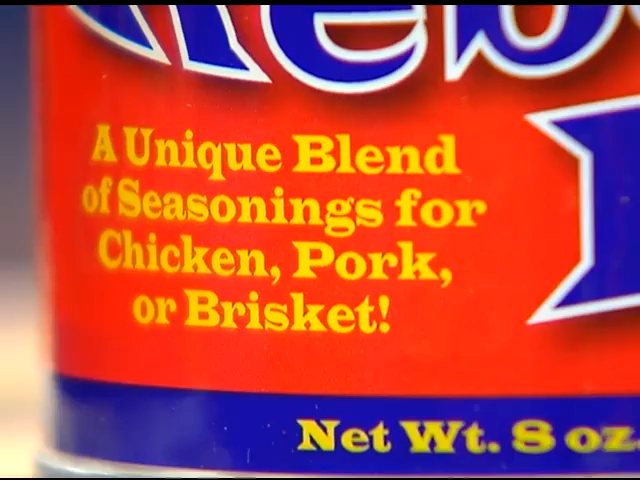 A Unique Blend
of Seasonings for
Chicken, Pork,
or Brisket!
Net Wt. 8 oz.